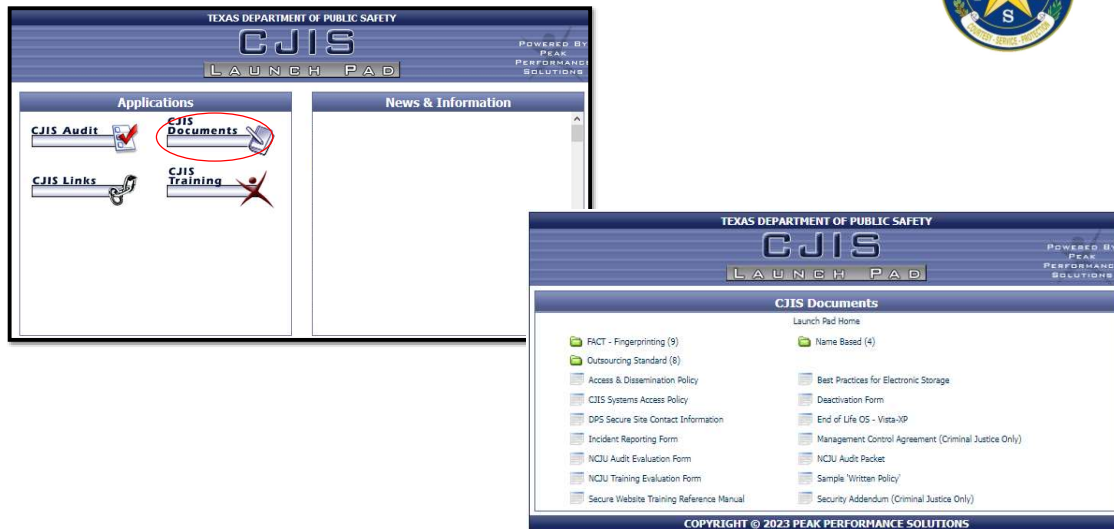 TEXAS DEPARTMENT OF PUBLIC SAFETY
CJIS
LAUNCH PAD
POWERED BY
PEAK
PERFORMANCE
SOLUTIONS
Applications
News & Information
CJIS Audit
CJIS
Documents
CJIS Links
CJIS
Training
S
COURTESY - SERVICE - PROTECTION
TEXAS DEPARTMENT OF PUBLIC SAFETY
CJIS
LAUNCH PAD
POWERED BY
PEAK
PERFORMANCE
SOLUTIONS
CJIS Documents
Launch Pad Home
FACT - Fingerprinting (9)
Name Based (4)
Outsourcing Standard (8)
Access & Dissemination Policy
Best Practices for Electronic Storage
CJIS Systems Access Policy
Deactivation Form
DPS Secure Site Contact Information
End of Life OS - Vista-XP
Incident Reporting Form
Management Control Agreement (Criminal Justice Only)
NCJU Audit Evaluation Form
NCJU Audit Packet
NCJU Training Evaluation Form
Sample 'Written Policy'
Secure Website Training Reference Manual
Security Addendum (Criminal Justice Only)
COPYRIGHT © 2023 PEAK PERFORMANCE SOLUTIONS